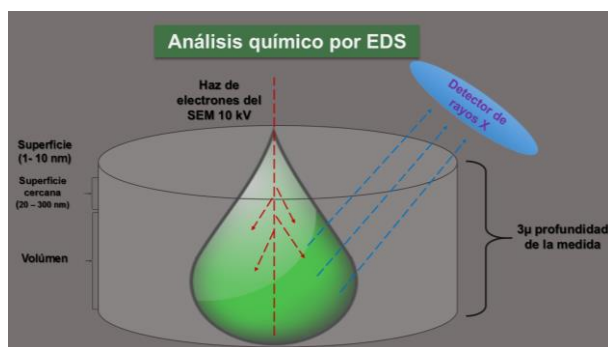 Análisis químico por EDS
Haz de
electrones del
SEM 10 kV
Detector de
rayos X
Superficie
(1- 10 nm)
Superficie
cercana
(20 – 300 nm)
Volúmen
3µ profundidad
de la medida